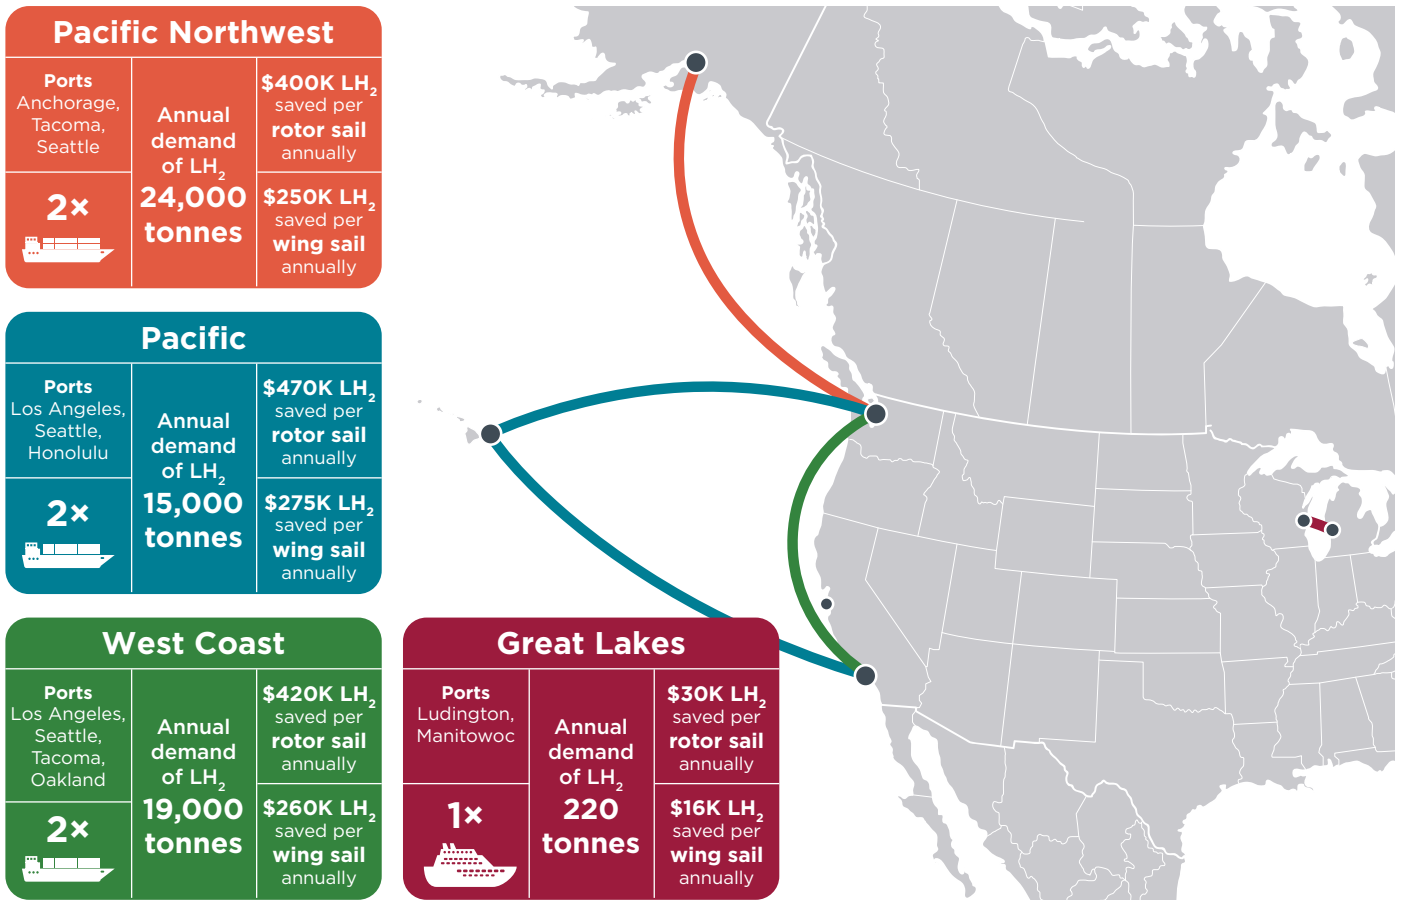 Pacific Northwest
Ports
Anchorage,
Tacoma,
Seattle
2×
Annual
demand
of LH₂
24,000
tonnes
$400K LH₂
saved per
rotor sail
annually
$250K LH₂
saved per
wing sail
annually
Pacific
Ports
Los Angeles,
Seattle,
Honolulu
2×
Annual
demand
of LH₂
15,000
tonnes
$470K LH₂
saved per
rotor sail
annually
$275K LH₂
saved per
wing sail
annually
West Coast
Ports
Los Angeles,
Seattle,
Tacoma,
Oakland
2×
Annual
demand
of LH₂
19,000
tonnes
$420K LH₂
saved per
rotor sail
annually
$260K LH₂
saved per
wing sail
annually
Great Lakes
Ports
Ludington,
Manitowoc
1×
Annual
demand
of LH₂
220
tonnes
$30K LH₂
saved per
rotor sail
annually
$16K LH₂
saved per
wing sail
annually